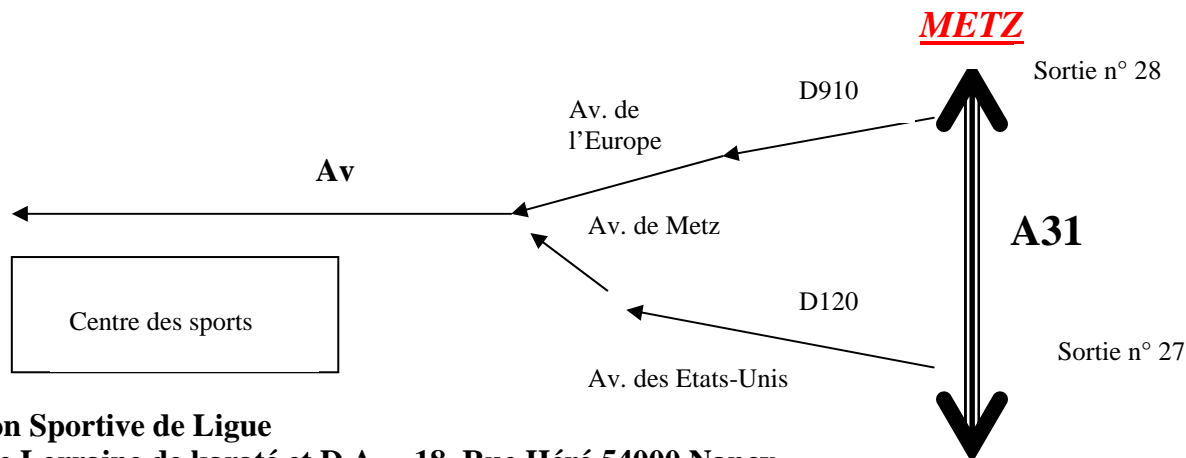 METZ
Sortie n° 28
D910
Av. de
l'Europe
Av
Av. de Metz
A31
D120
Centre des sports
Sortie n° 27
Av. des Etats-Unis
on Sportive de Ligue
Lorraine de karaté et D.A. 18, Rue Héré 54000 Nancy